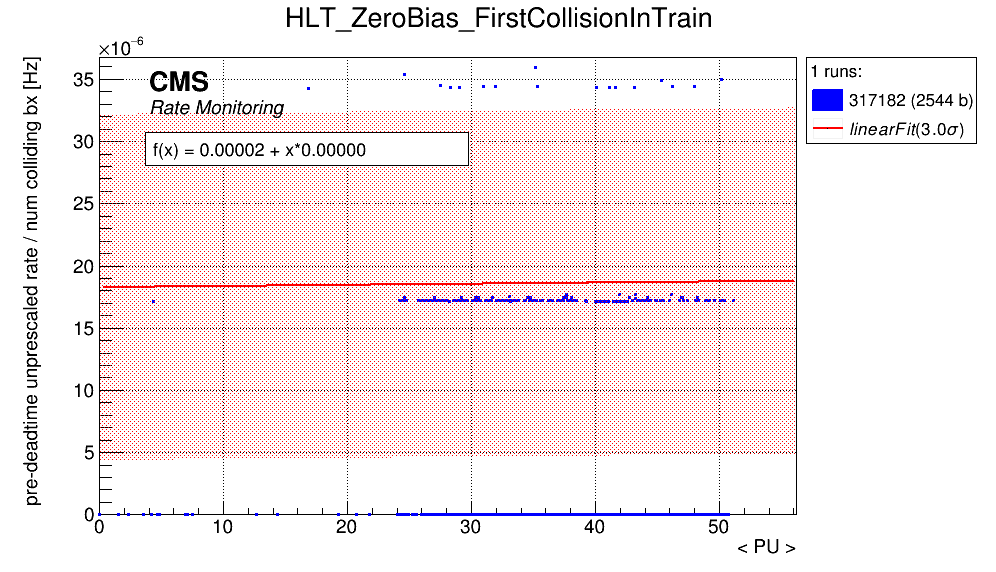 HLT_ZeroBias_FirstCollisionInTrain
×10⁻⁶
pre-deadtime unprescaled rate / num colliding bx [Hz]
35
30
25
20
15
10
5
0
CMS
Rate Monitoring
f(x) = 0.00002 + x*0.00000
1 runs:
317182 (2544 b)
linearFit(3.0σ)
0 10 20 30 40 50
< PU >